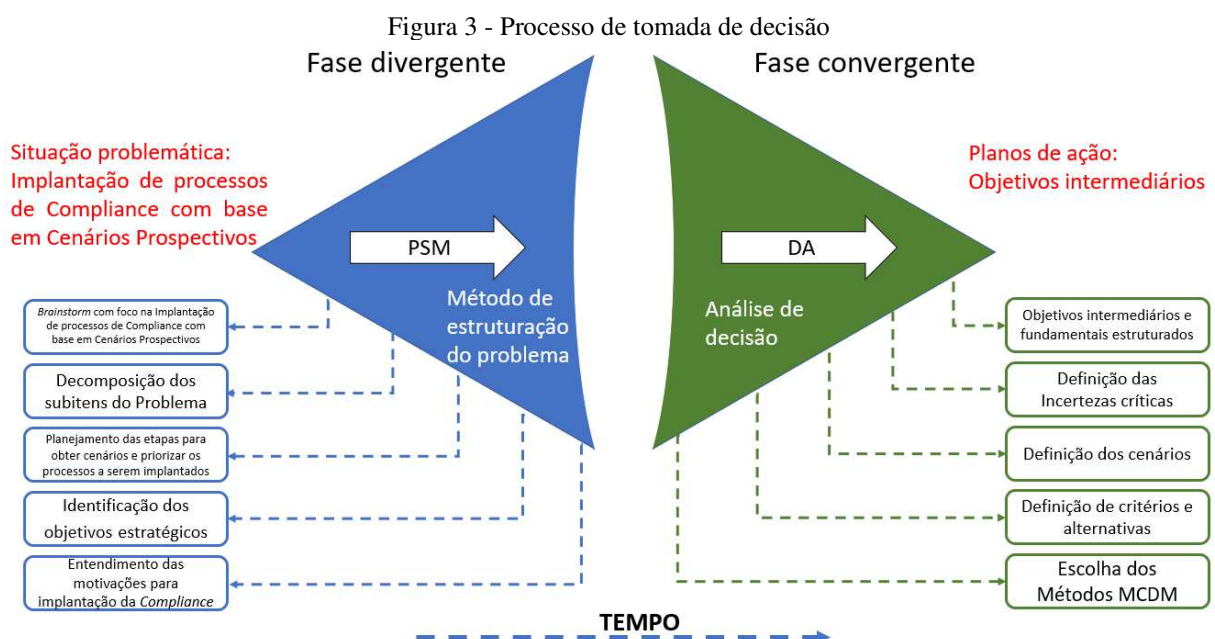 Figura 3 - Processo de tomada de decisão
Fase divergente
Fase convergente
Situação problemática:
Implantação de processos
de Compliance com base
em Cenários Prospectivos
Planos de ação:
Objetivos intermediários
PSM
DA
Método de
estruturação
do problema
Análise de
decisão
Brainstorm com foco na Implantação
de processos de Compliance com
base em Cenários Prospectivos
Decomposição dos
subitens do Problema
Planejamento das etapas para
obter cenários e priorizar os
processos a serem implantados
Identificação dos
objetivos estratégicos
Entendimento das
motivações para
implantação da Compliance
Objetivos intermediários e
fundamentais estruturados
Definição das
Incertezas críticas
Definição dos cenários
Definição de critérios e
alternativas
Escolha dos
Métodos MCDM
TEMPO